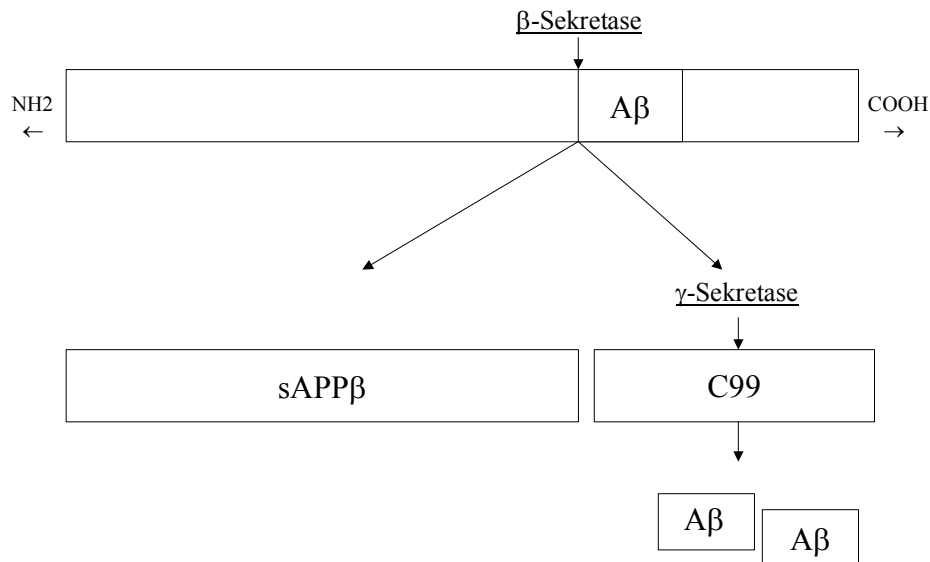 β-Sekretase
NH2
←
Aβ
COOH
→
γ-Sekretase
sAPPβ
C99
Aβ
Aβ